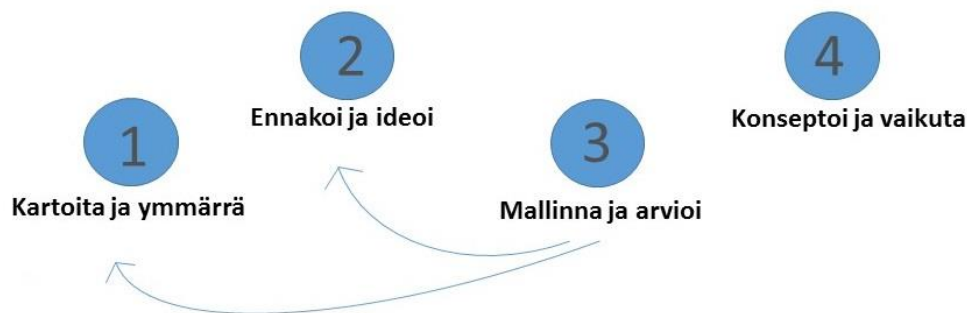 1
Kartoita ja ymmärrä
2
Ennakoi ja ideoi
3
Mallinna ja arvioi
4
Konseptoi ja vaikuta